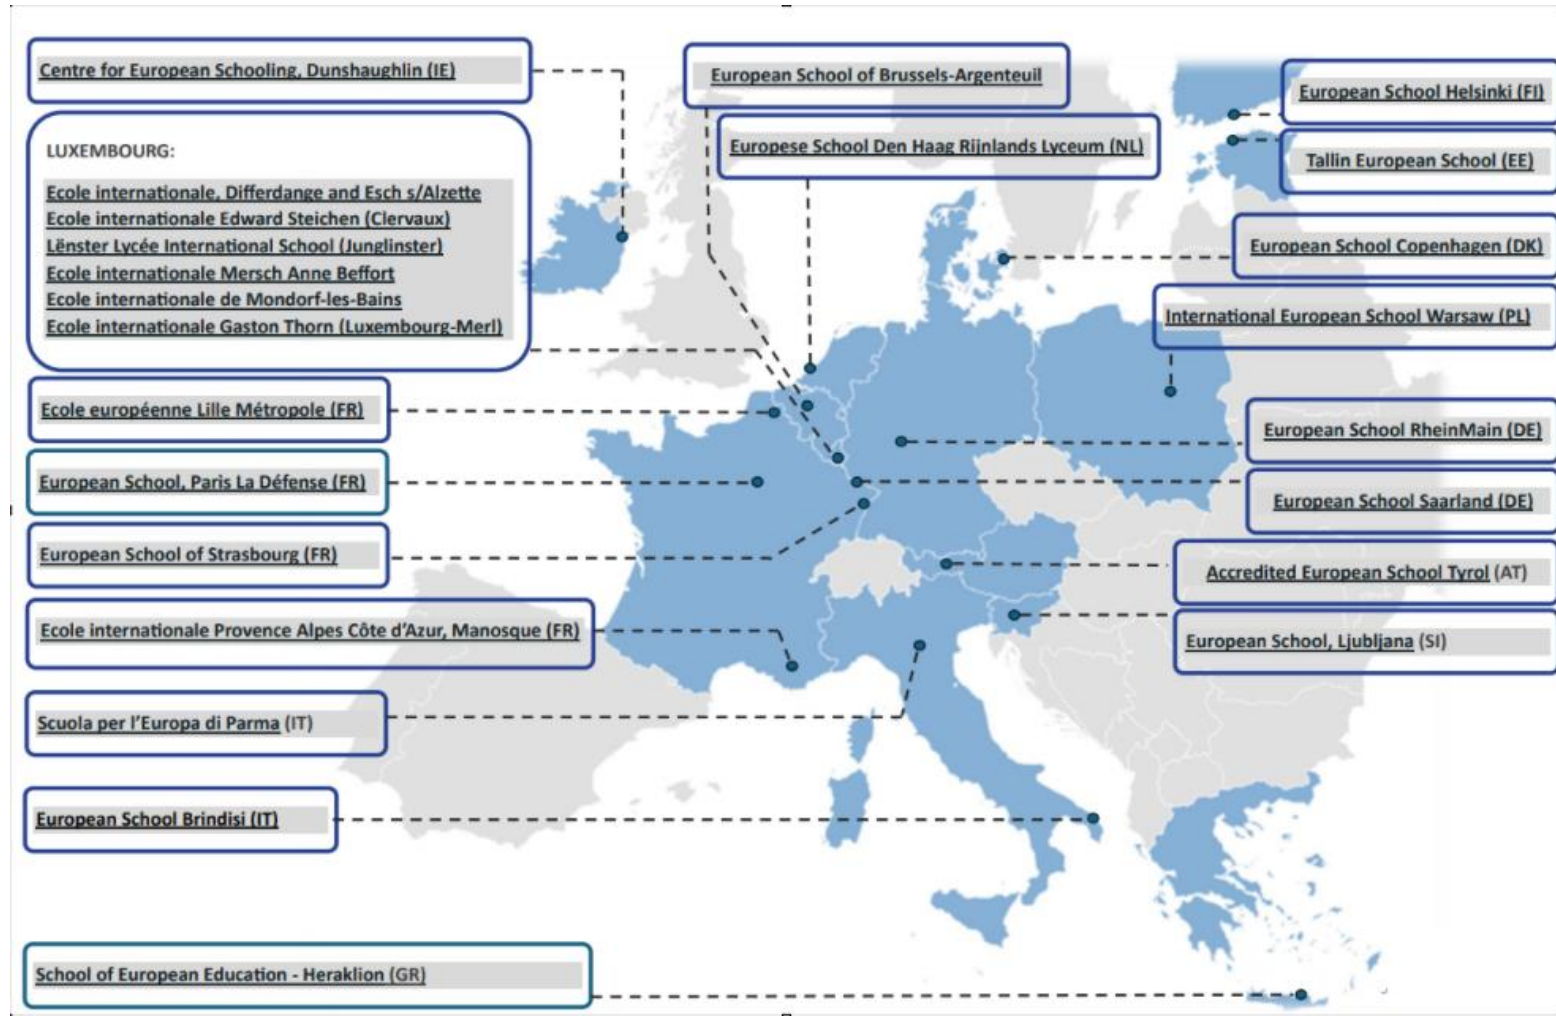 Centre for European Schooling, Dunshaughlin (IE)
LUXEMBOURG:
Ecole internationale, Differdange and Esch s/Alzette
Ecole internationale Edward Steichen (Clervaux)
Lënster Lycée International School (Junglinster)
Ecole internationale Mersch Anne Beffort
Ecole internationale de Mondorf-les-Bains
Ecole internationale Gaston Thorn (Luxembourg-Merl)
Ecole européenne Lille Métropole (FR)
European School, Paris La Défense (FR)
European School of Strasbourg (FR)
Ecole internationale Provence Alpes Côte d'Azur, Manosque (FR)
Scuola per l'Europa di Parma (IT)
European School Brindisi (IT)
School of European Education - Heraklion (GR)
European School of Brussels-Argenteuil
Europese School Den Haag Rijnlands Lyceum (NL)
European School Helsinki (FI)
Tallin European School (EE)
European School Copenhagen (DK)
International European School Warsaw (PL)
European School RheinMain (DE)
European School Saarland (DE)
Accredited European School Tyrol (AT)
European School, Ljubljana (SI)